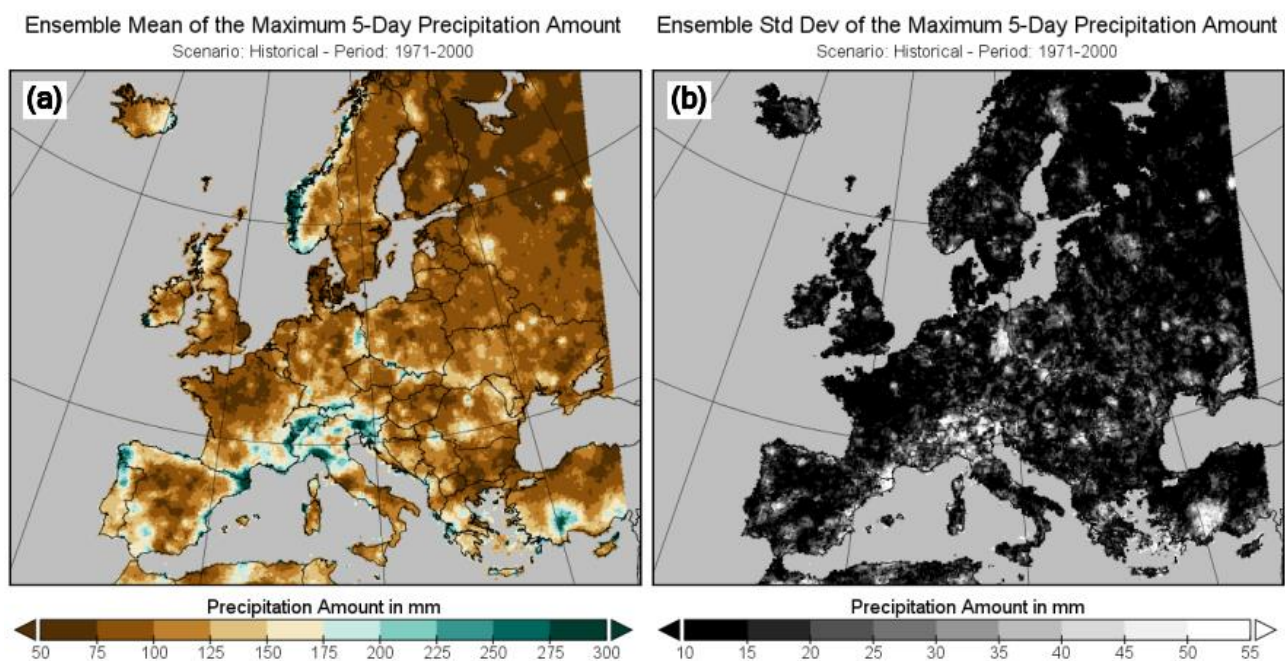 Ensemble Mean of the Maximum 5-Day Precipitation Amount
Scenario: Historical - Period: 1971-2000
(a)
Precipitation Amount in mm
50 75 100 125 150 175 200 225 250 275 300
Ensemble Std Dev of the Maximum 5-Day Precipitation Amount
Scenario: Historical - Period: 1971-2000
(b)
Precipitation Amount in mm
10 15 20 25 30 35 40 45 50 55